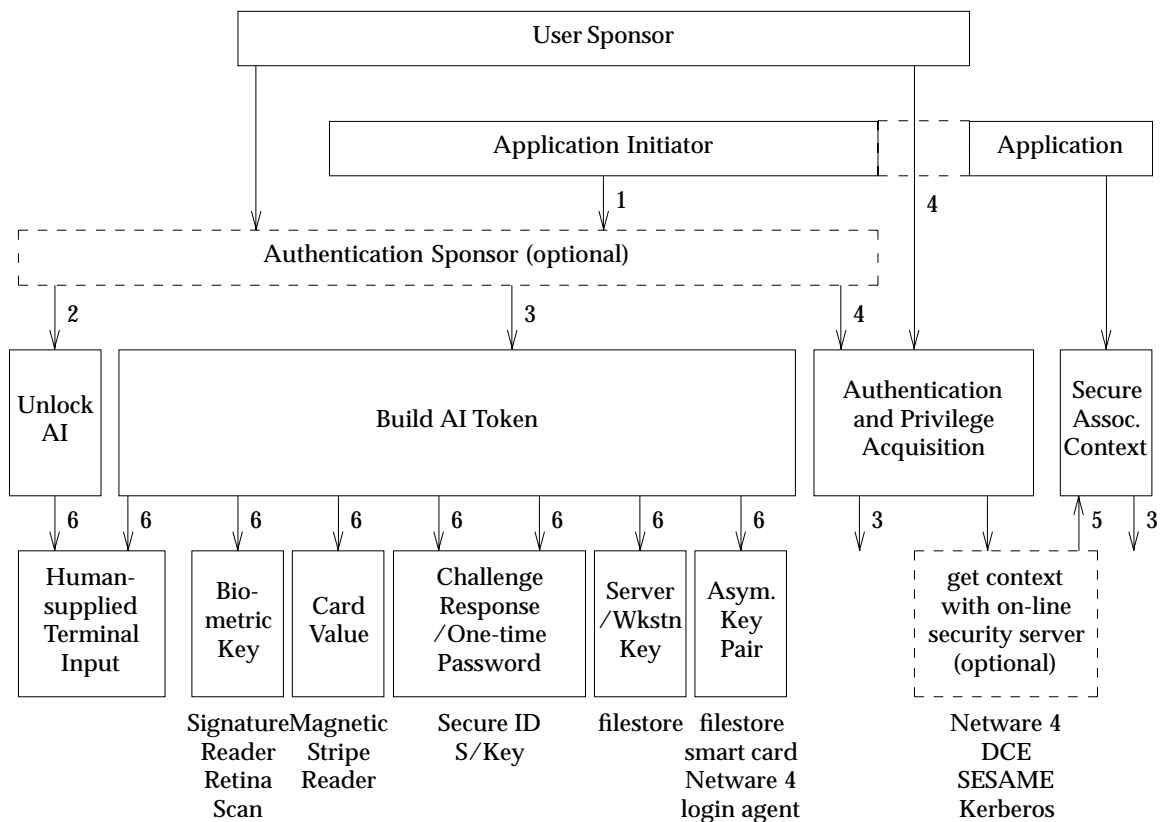 User Sponsor
Application Initiator
Application
1
4
Authentication Sponsor (optional)
2
3
4
Unlock
AI
Build AI Token
Authentication
and Privilege
Acquisition
Secure
Assoc.
Context
6
6
6
6
6
6
6
6
3
5
3
Human-
supplied
Terminal
Input
Bio-
metric
Key
Card
Value
Challenge
Response
/One-time
Password
Server
/Wkstn
Key
Asym.
Key
Pair
get context
with on-line
security server
(optional)
Signature
Reader
Retina
Scan
Magnetic
Stripe
Reader
Secure ID
S/Key
filestore
filestore
smart card
Netware 4
login agent
Netware 4
DCE
SESAME
Kerberos